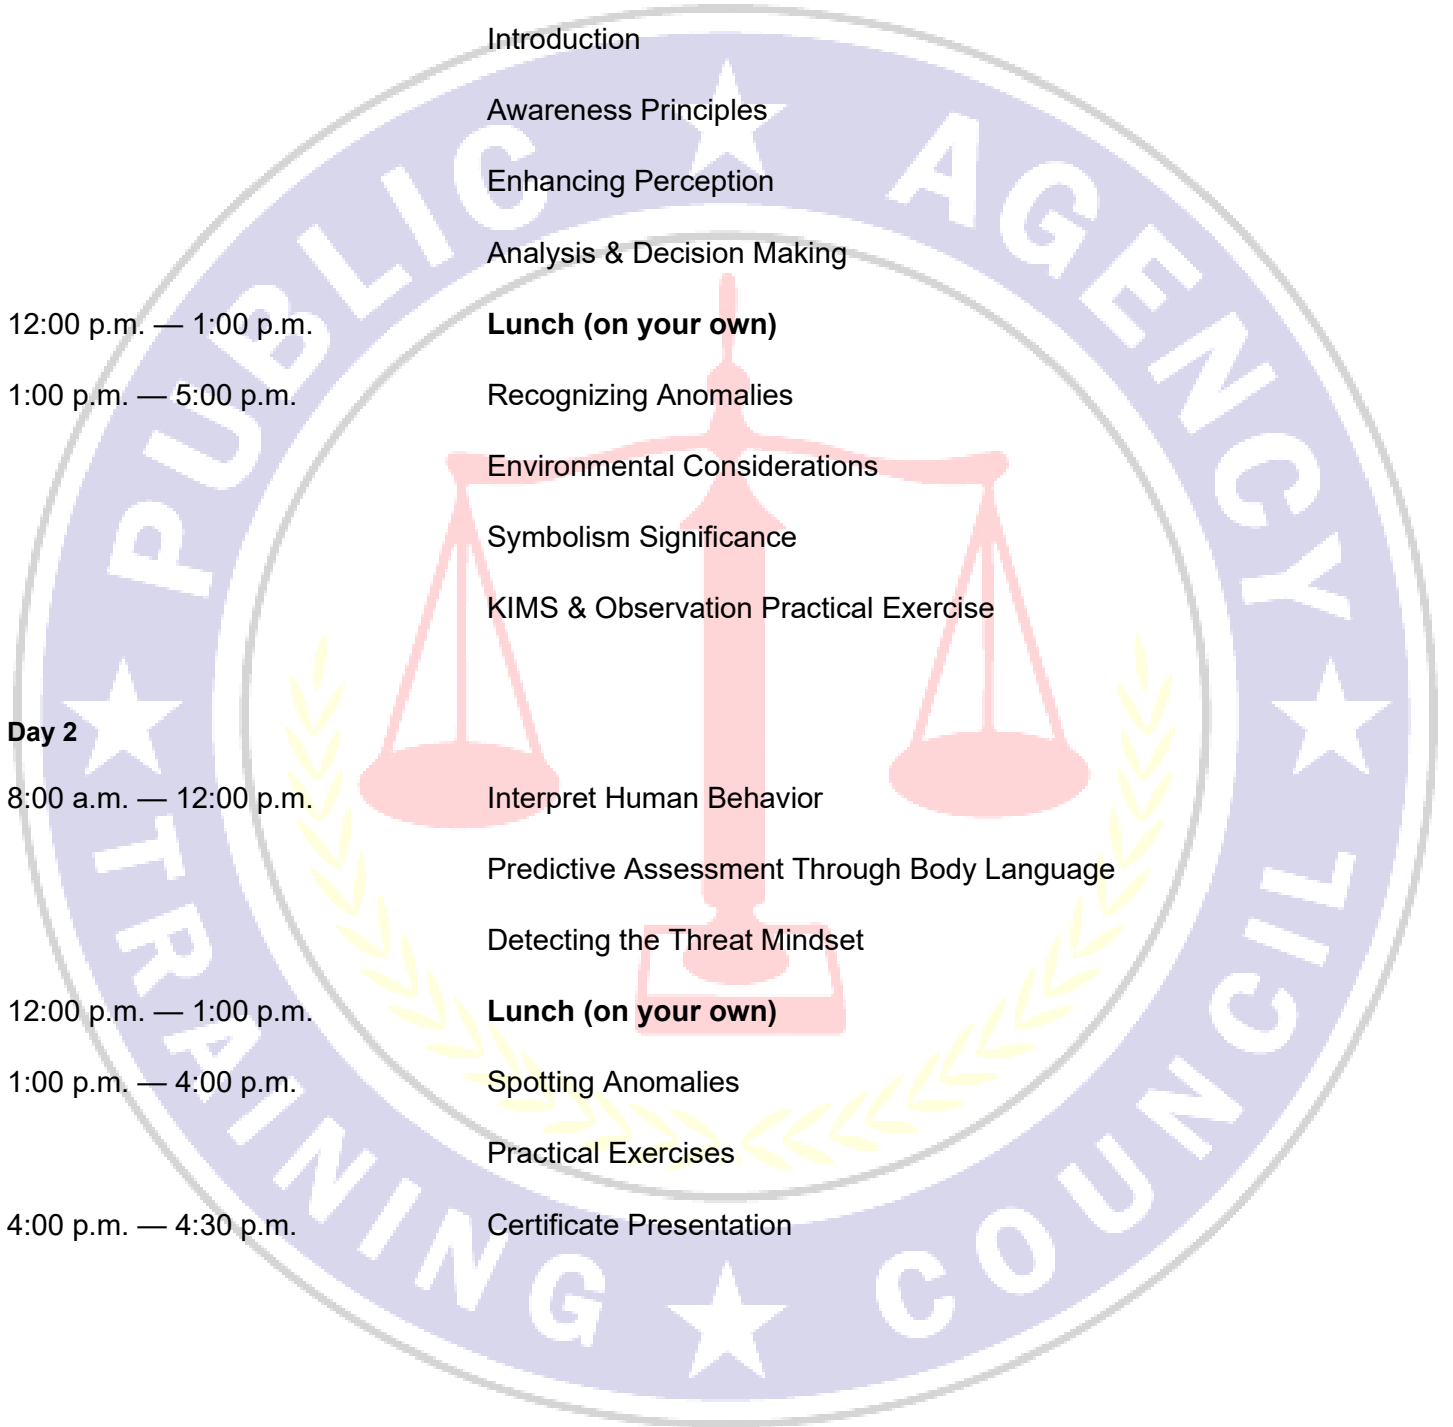 Introduction
Awareness Principles
Enhancing Perception
Analysis & Decision Making
12:00 p.m. — 1:00 p.m. Lunch (on your own)
1:00 p.m. — 5:00 p.m. Recognizing Anomalies
Environmental Considerations
Symbolism Significance
KIMS & Observation Practical Exercise
Day 2
8:00 a.m. — 12:00 p.m. Interpret Human Behavior
Predictive Assessment Through Body Language
Detecting the Threat Mindset
12:00 p.m. — 1:00 p.m. Lunch (on your own)
1:00 p.m. — 4:00 p.m. Spotting Anomalies
Practical Exercises
4:00 p.m. — 4:30 p.m. Certificate Presentation
PUBLIC AGENCY
TRAINING COUNCIL